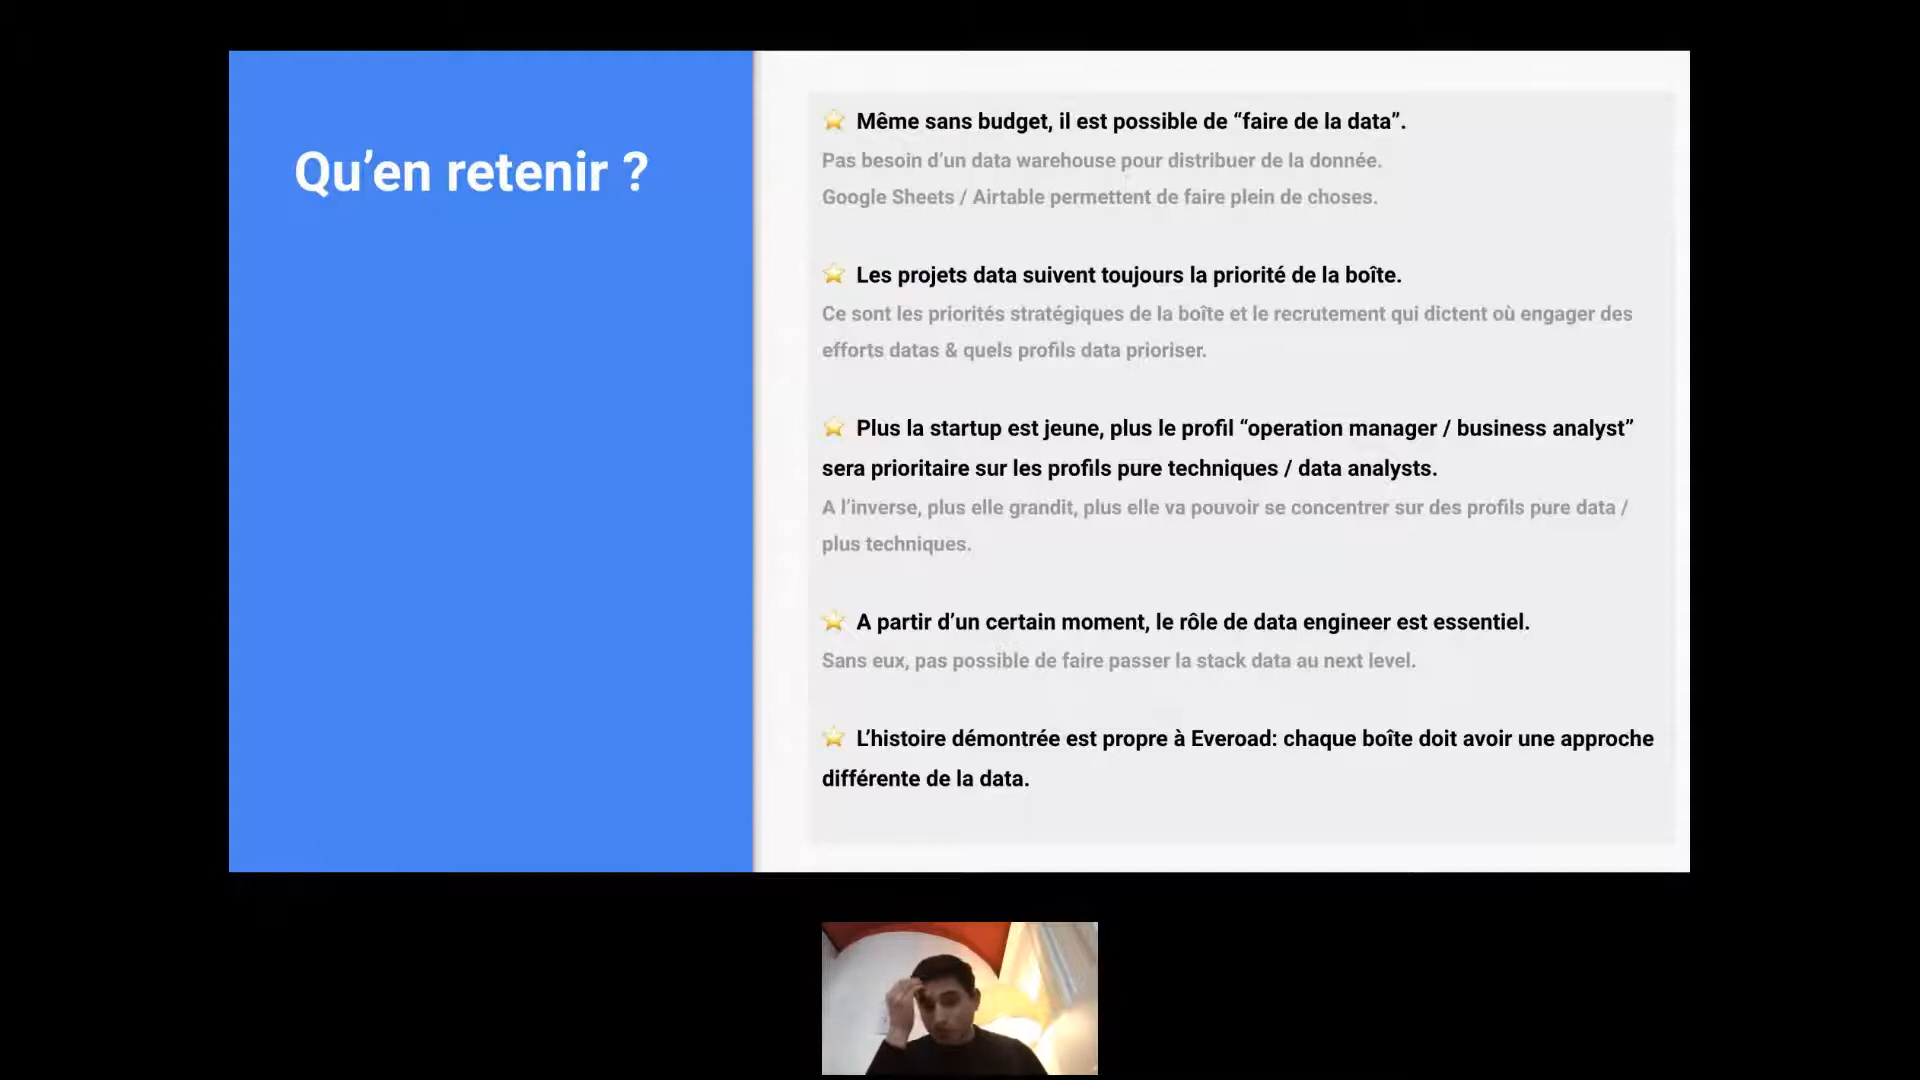 Qu’en retenir ?
⭐ Même sans budget, il est possible de “faire de la data”.
Pas besoin d’un data warehouse pour distribuer de la donnée.
Google Sheets / Airtable permettent de faire plein de choses.
⭐ Les projets data suivent toujours la priorité de la boîte.
Ce sont les priorités stratégiques de la boîte et le recrutement qui dictent où engager des
efforts datas & quels profils data prioriser.
⭐ Plus la startup est jeune, plus le profil “operation manager / business analyst”
sera prioritaire sur les profils pure techniques / data analysts.
A l’inverse, plus elle grandit, plus elle va pouvoir se concentrer sur des profils pure data /
plus techniques.
⭐ A partir d’un certain moment, le rôle de data engineer est essentiel.
Sans eux, pas possible de faire passer la stack data au next level.
⭐ L’histoire démontrée est propre à Everoad: chaque boîte doit avoir une approche
différente de la data.